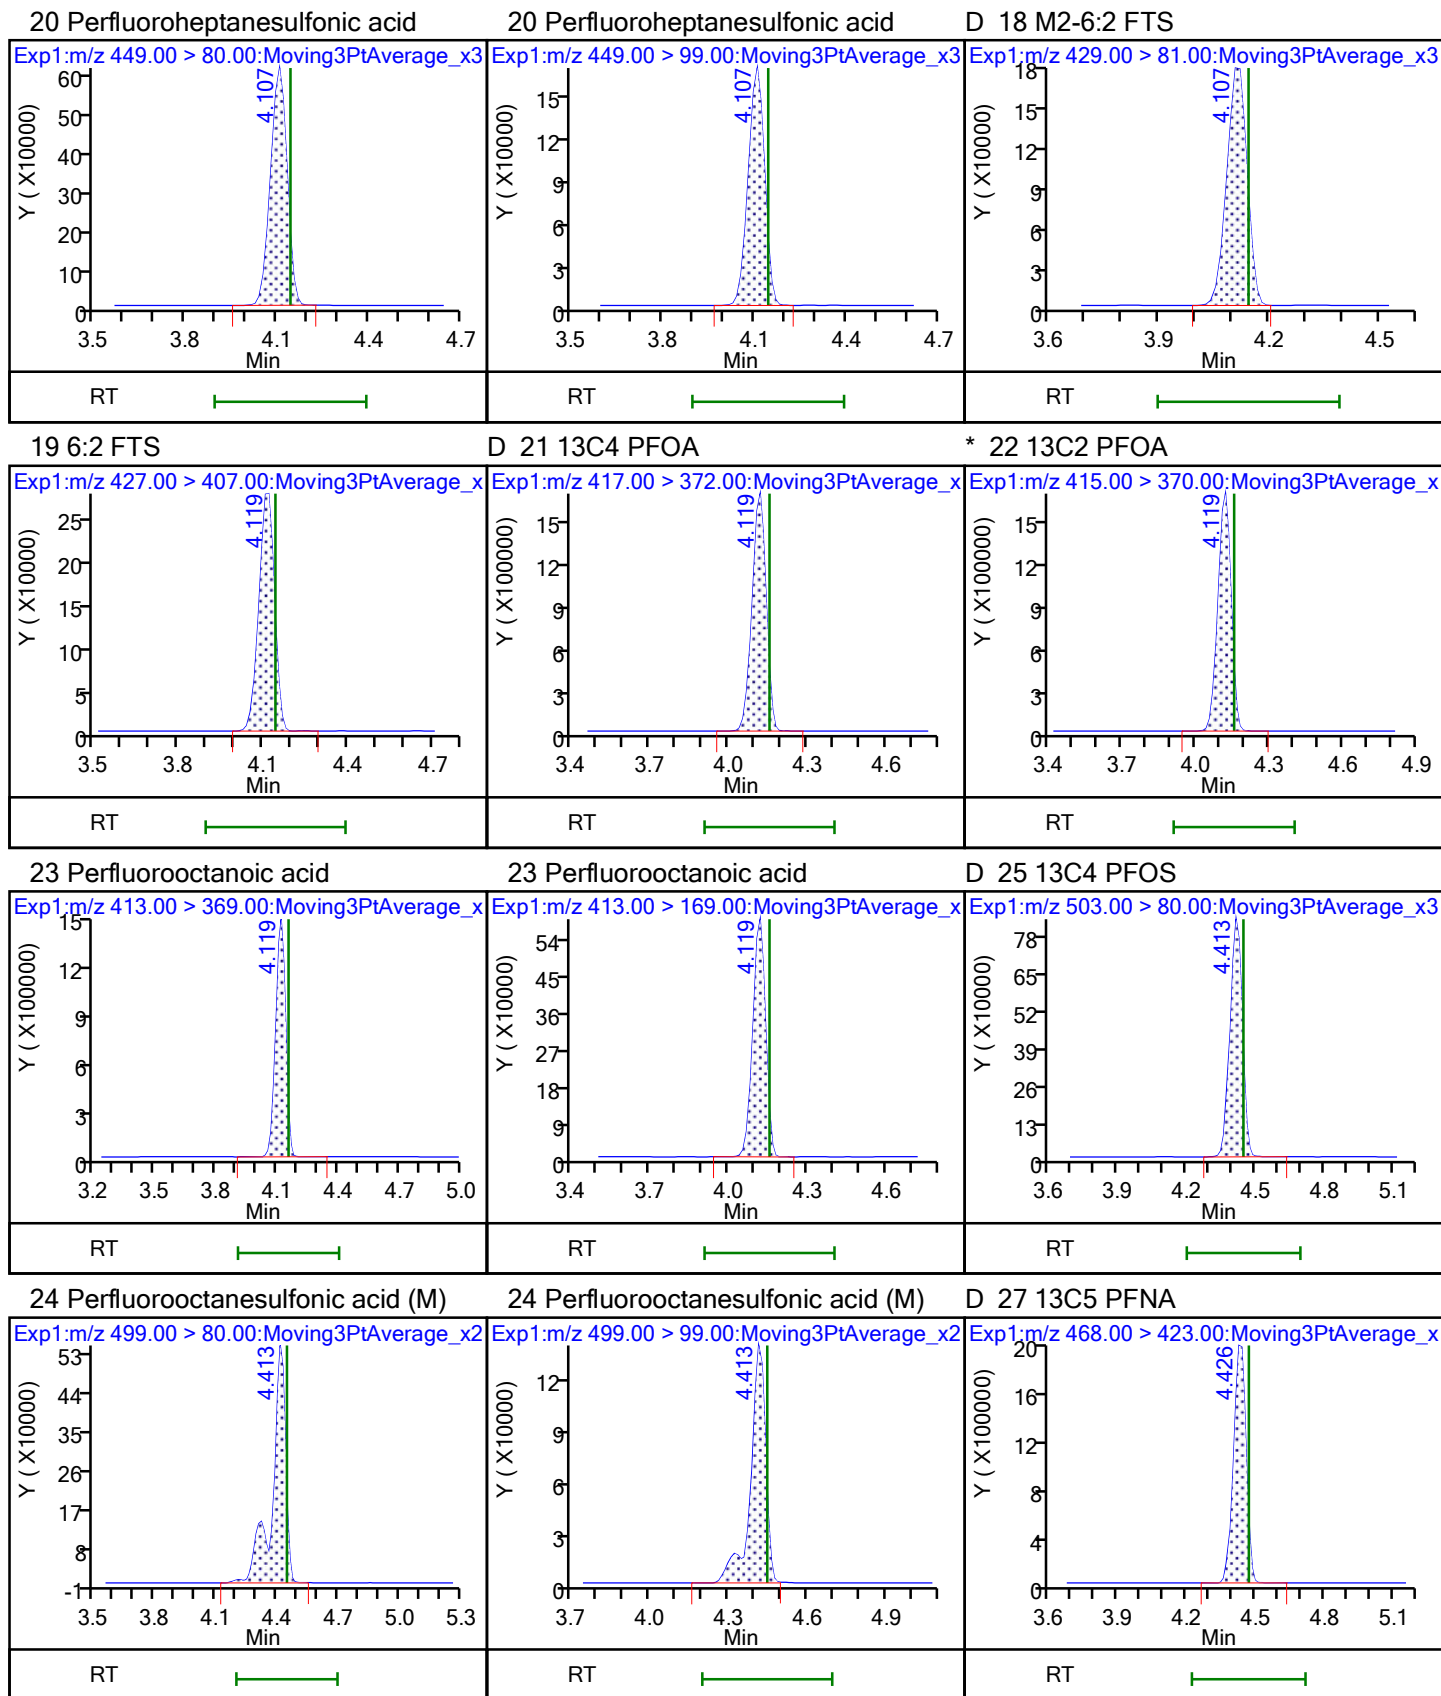 20 Perfluoroheptanesulfonic acid
Exp1:m/z 449.00 > 80.00:Moving3PtAverage_x3
4.107
Y ( X10000)
60
50
40
30
20
10
0
3.5 3.8 4.1 4.4 4.7
Min
RT
20 Perfluoroheptanesulfonic acid
Exp1:m/z 449.00 > 99.00:Moving3PtAverage_x3
4.107
Y ( X10000)
15
12
9
6
3
0
3.5 3.8 4.1 4.4 4.7
Min
RT
D 18 M2-6:2 FTS
Exp1:m/z 429.00 > 81.00:Moving3PtAverage_x3
4.107
Y ( X10000)
18
15
12
9
6
3
0
3.6 3.9 4.2 4.5
Min
RT
19 6:2 FTS
Exp1:m/z 427.00 > 407.00:Moving3PtAverage_x
4.119
Y ( X10000)
25
20
15
10
5
0
3.5 3.8 4.1 4.4 4.7
Min
RT
D 21 13C4 PFOA
Exp1:m/z 417.00 > 372.00:Moving3PtAverage_x
4.119
Y ( X100000)
15
12
9
6
3
0
3.4 3.7 4.0 4.3 4.6
Min
RT
* 22 13C2 PFOA
Exp1:m/z 415.00 > 370.00:Moving3PtAverage_x
4.119
Y ( X100000)
15
12
9
6
3
0
3.4 3.7 4.0 4.3 4.6 4.9
Min
RT
23 Perfluorooctanoic acid
Exp1:m/z 413.00 > 369.00:Moving3PtAverage_x
4.119
Y ( X100000)
15
12
9
6
3
0
3.2 3.5 3.8 4.1 4.4 4.7 5.0
Min
RT
23 Perfluorooctanoic acid
Exp1:m/z 413.00 > 169.00:Moving3PtAverage_x
4.119
Y ( X10000)
54
45
36
27
18
9
0
3.4 3.7 4.0 4.3 4.6
Min
RT
D 25 13C4 PFOS
Exp1:m/z 503.00 > 80.00:Moving3PtAverage_x3
4.413
Y ( X10000)
78
65
52
39
26
13
0
3.6 3.9 4.2 4.5 4.8 5.1
Min
RT
24 Perfluorooctanesulfonic acid (M)
Exp1:m/z 499.00 > 80.00:Moving3PtAverage_x2
4.413
Y ( X10000)
53
44
35
26
17
8
-1
3.5 3.8 4.1 4.4 4.7 5.0 5.3
Min
RT
24 Perfluorooctanesulfonic acid (M)
Exp1:m/z 499.00 > 99.00:Moving3PtAverage_x2
4.413
Y ( X10000)
12
9
6
3
0
3.7 4.0 4.3 4.6 4.9
Min
RT
D 27 13C5 PFNA
Exp1:m/z 468.00 > 423.00:Moving3PtAverage_x
4.426
Y ( X100000)
20
16
12
8
4
0
3.6 3.9 4.2 4.5 4.8 5.1
Min
RT